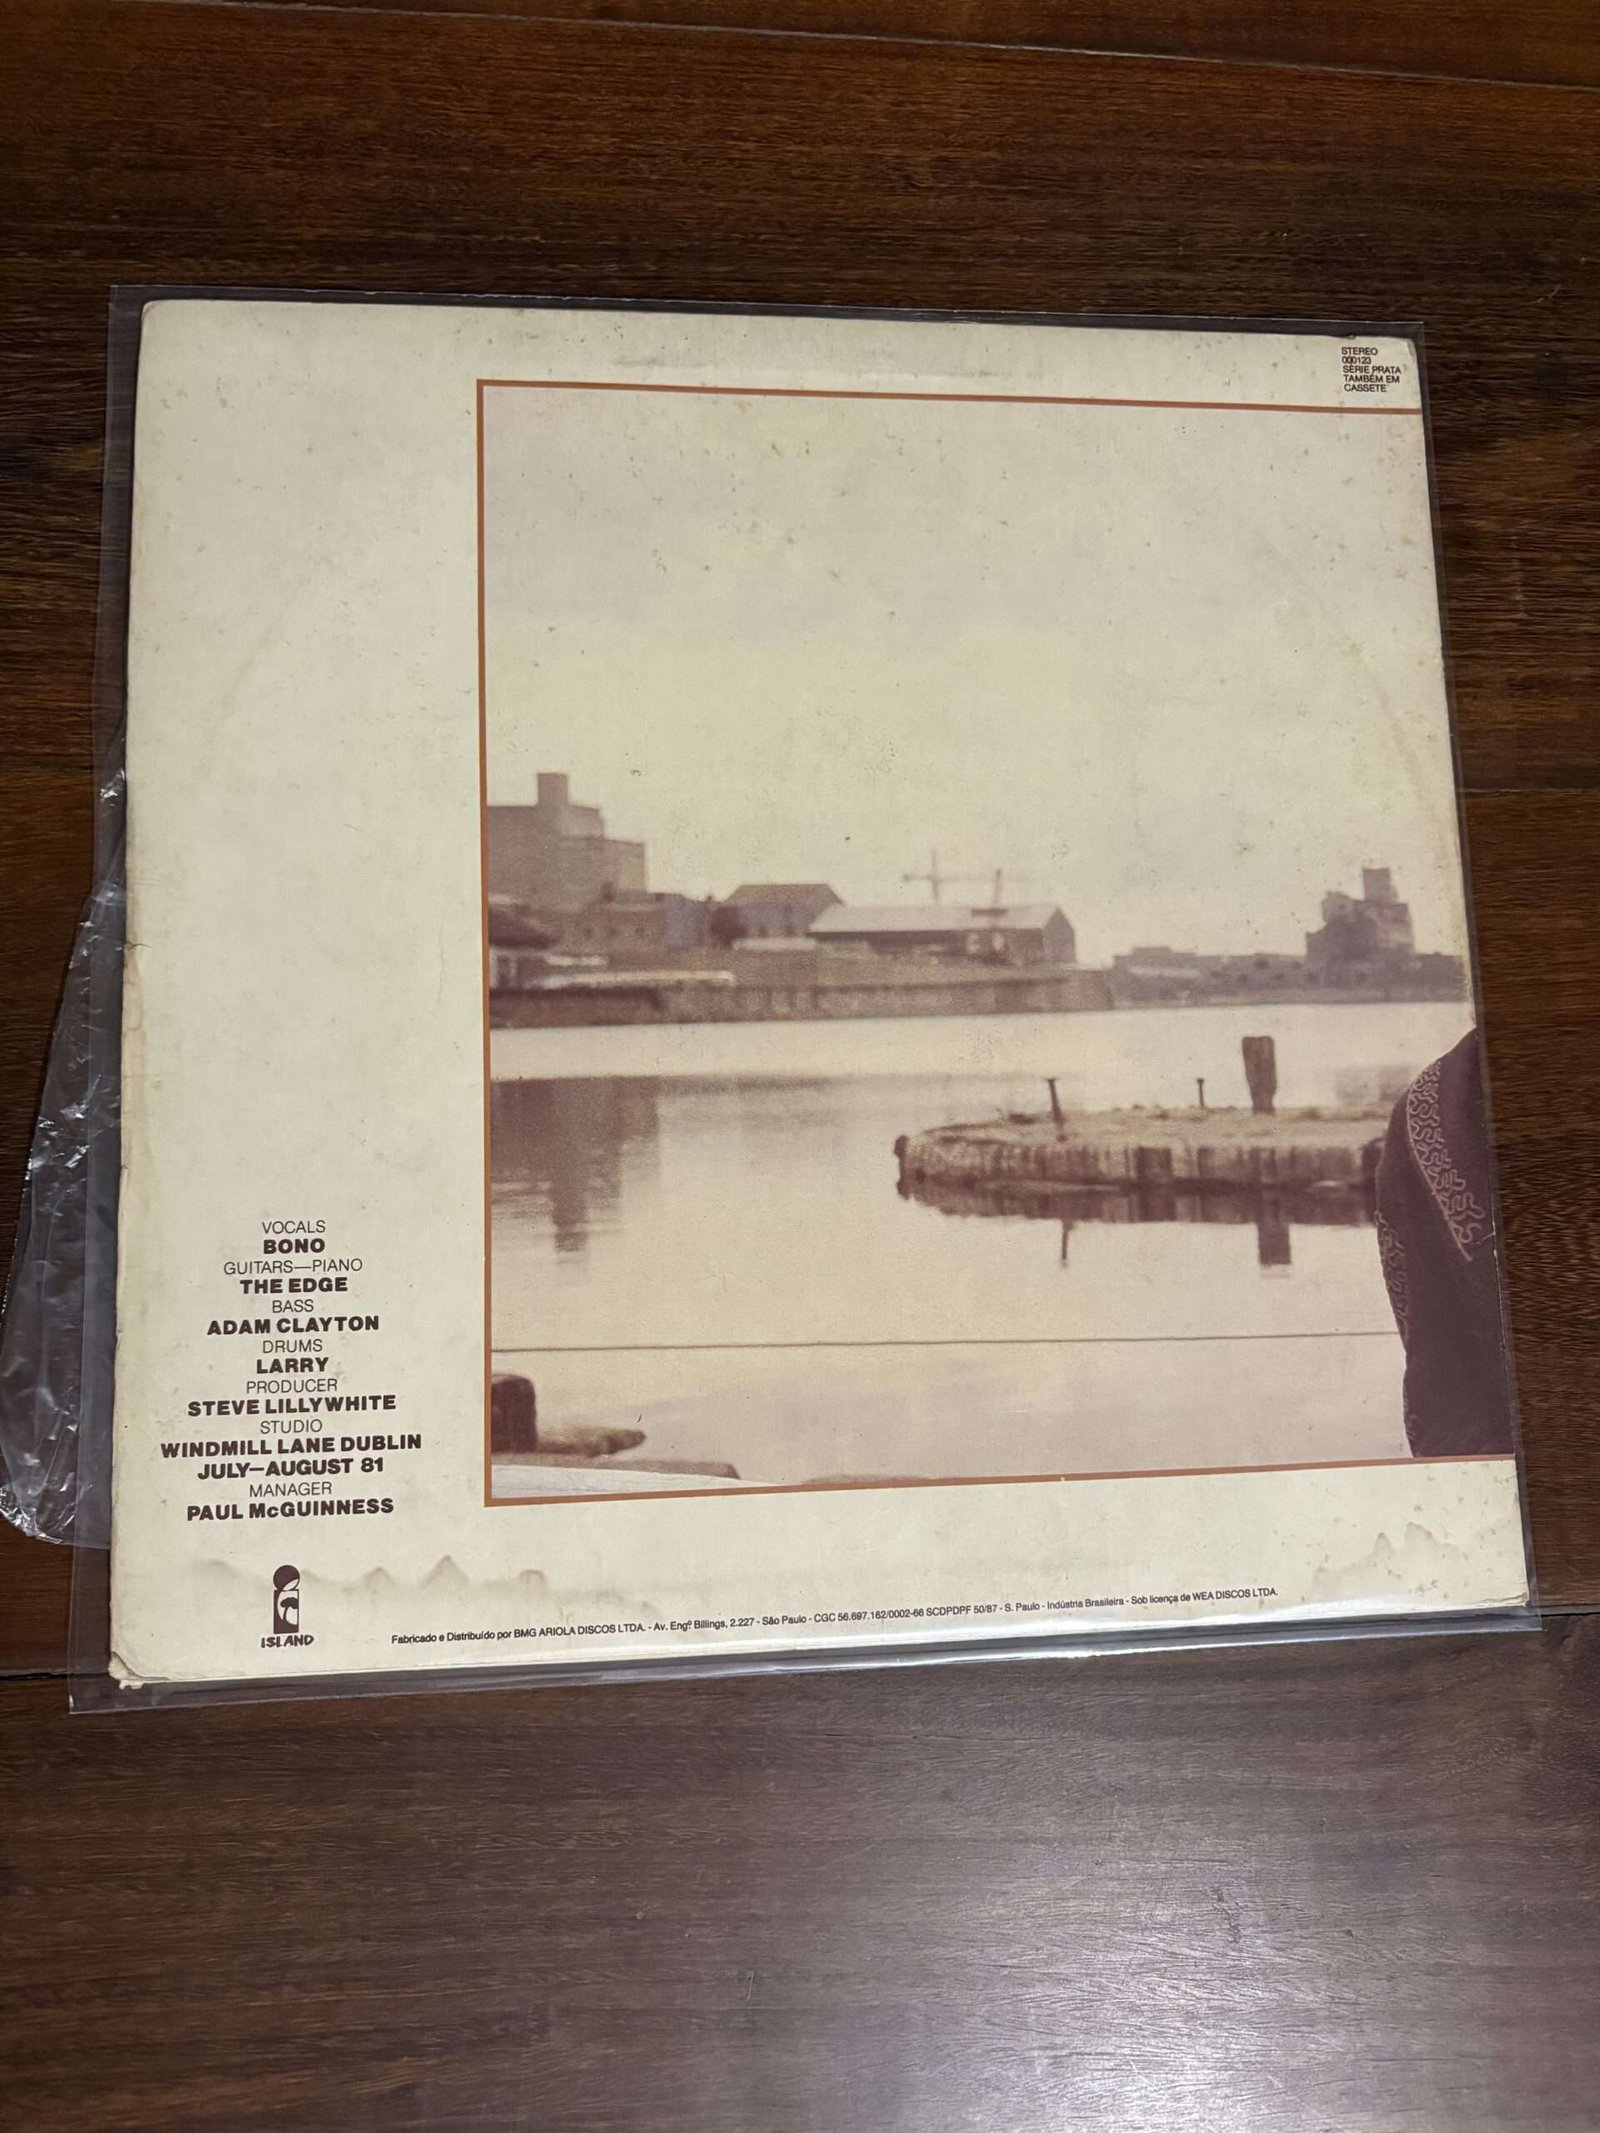 STEREO
000123
SÉRIE PRATA
TAMBÉM EM
CASSETE
VOCALS
BONO
GUITARS—PIANO
THE EDGE
BASS
ADAM CLAYTON
DRUMS
LARRY
PRODUCER
STEVE LILLYWHITE
STUDIO
WINDMILL LANE DUBLIN
JULY—AUGUST 81
MANAGER
PAUL McGUINNESS
ISLAND
Fabricado e Distribuído por BMG ARIOLA DISCOS LTDA. - Av. Engº Billings, 2.227 - São Paulo - CGC 56.697.162/0002-66 SCDPDPF 50/87 - S. Paulo - Indústria Brasileira - Sob licença de WEA DISCOS LTDA.